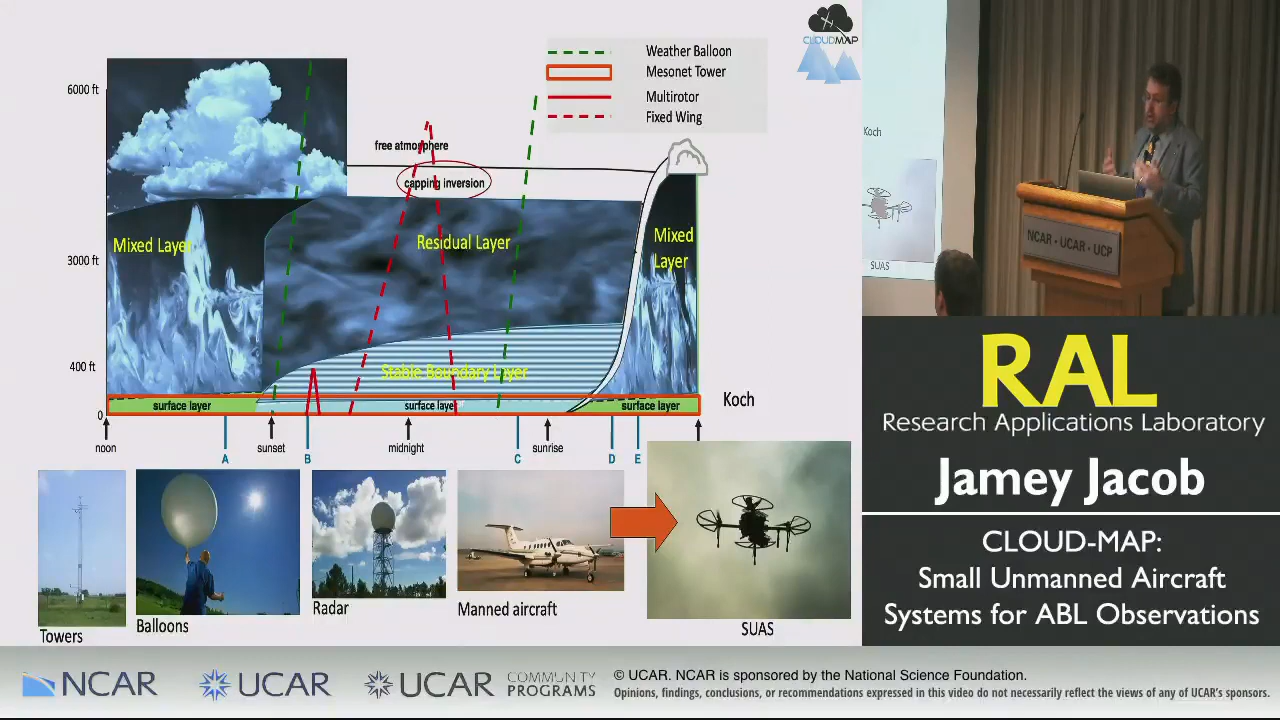 CLOUDMAP
Weather Balloon
Mesonet Tower
Multirotor
Fixed Wing
6000 ft
3000 ft
400 ft
0
free atmosphere
capping inversion
Mixed Layer
Residual Layer
Mixed
Layer
Stable Boundary Layer
surface layer
surface layer
surface layer
Koch
noon
A
sunset
B
midnight
C
sunrise
D
E
Towers
Balloons
Radar
Manned aircraft
SUAS
Koch
SUAS
NCAR • UCAR • UCP
RAL
Research Applications Laboratory
Jamey Jacob
CLOUD-MAP:
Small Unmanned Aircraft
Systems for ABL Observations
NCAR
UCAR
UCAR
COMMUNITY
PROGRAMS
© UCAR. NCAR is sponsored by the National Science Foundation.
Opinions, findings, conclusions, or recommendations expressed in this video do not necessarily reflect the views of any of UCAR's sponsors.